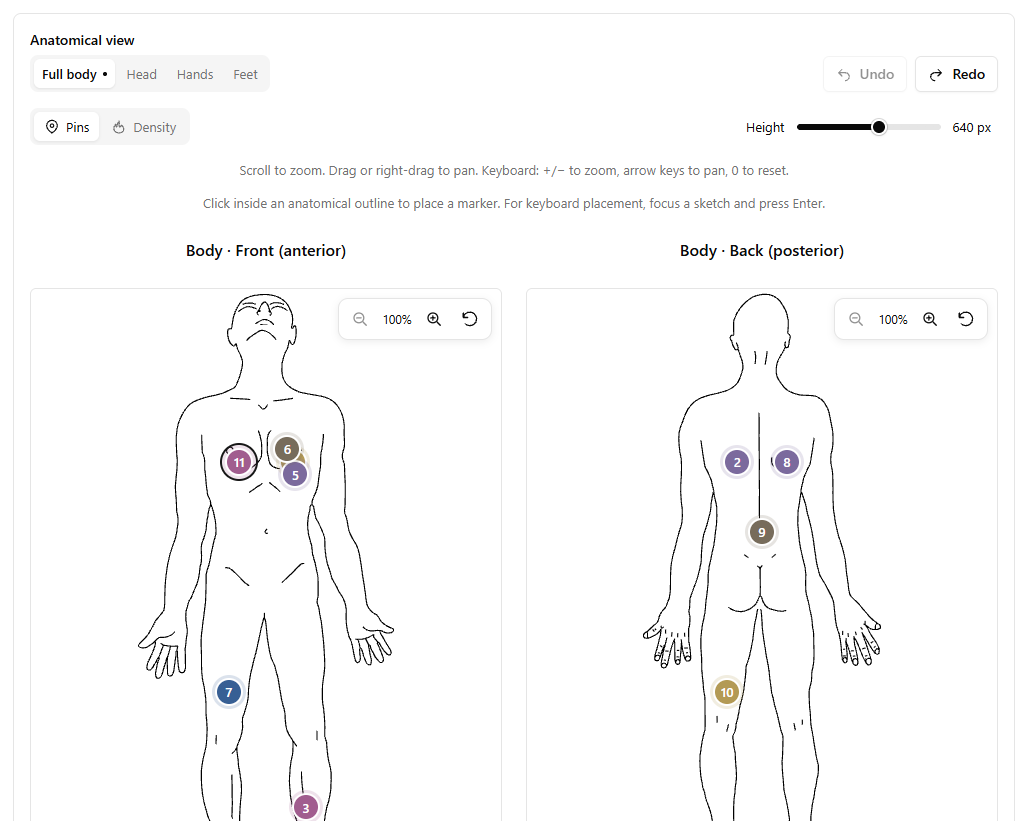 Anatomical view
Full body • Head Hands Feet
Undo Redo
Pins Density
Height 640 px
Scroll to zoom. Drag or right-drag to pan. Keyboard: +/− to zoom, arrow keys to pan, 0 to reset.
Click inside an anatomical outline to place a marker. For keyboard placement, focus a sketch and press Enter.
Body · Front (anterior)
Body · Back (posterior)
100%
100%
6
11
5
2
8
9
7
10
3